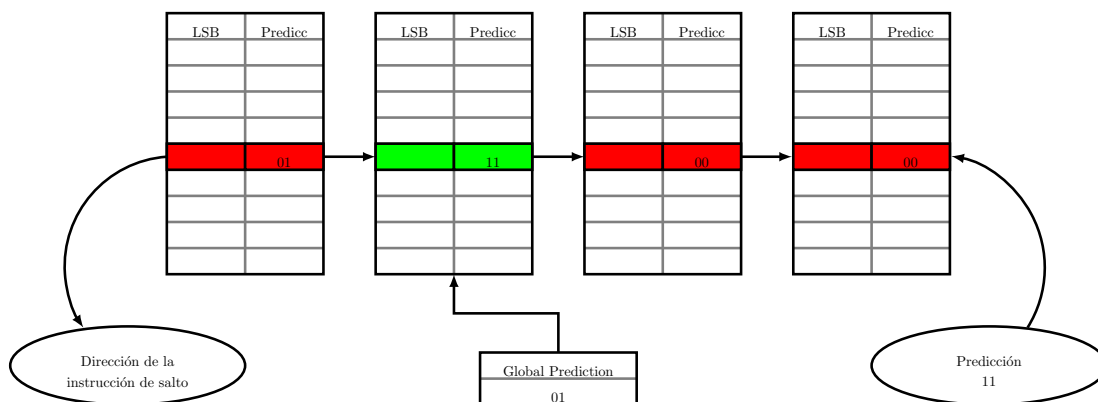 LSB Predicc LSB Predicc LSB Predicc LSB Predicc
01 11 00 00
Dirección de la
instrucción de salto
Global Prediction
01
Predicción
11